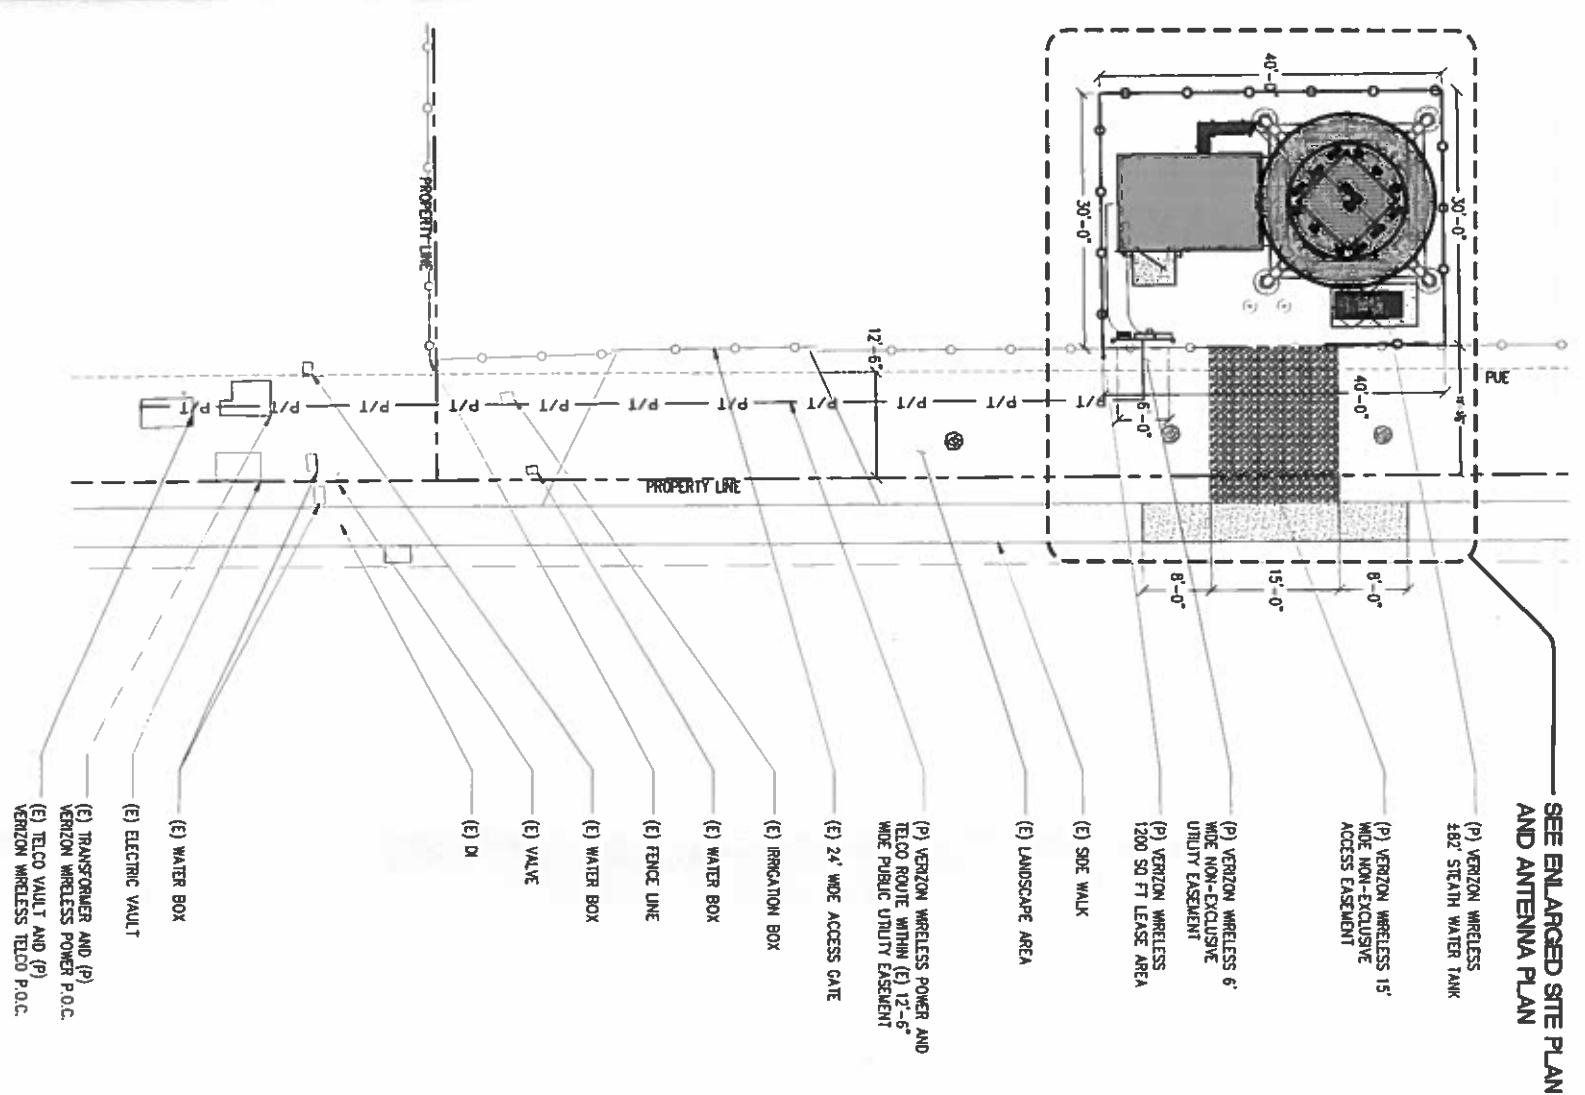 SEE ENLARGED SITE PLAN
AND ANTENNA PLAN
(P) VERIZON WIRELESS
±82' STEATH WATER TANK
(P) VERIZON WIRELESS 15'
WIDE NON-EXCLUSIVE
ACCESS EASEMENT
(P) VERIZON WIRELESS 6'
WIDE NON-EXCLUSIVE
UTILITY EASEMENT
(P) VERIZON WIRELESS
1200 SQ FT LEASE AREA
(E) SIDE WALK
(E) LANDSCAPE AREA
(P) VERIZON WIRELESS POWER AND
TELCO ROUTE WITHIN (E) 12'-6"
WIDE PUBLIC UTILITY EASEMENT
(E) 24' WIDE ACCESS GATE
(E) IRRIGATION BOX
(E) WATER BOX
(E) FENCE LINE
(E) WATER BOX
(E) VALVE
(E) DI
(E) WATER BOX
(E) ELECTRIC VAULT
(E) TRANSFORMER AND (P)
VERIZON WIRELESS POWER P.O.C.
(E) TELCO VAULT AND (P)
VERIZON WIRELESS TELCO P.O.C.
40'-0"
30'-0"
30'-0"
40'-0"
6'-0"
12'-6"
8'-0"
15'-0"
8'-0"
PUE
PROPERTY LINE
PROPERTY LINE
P/T
P/T
P/T
P/T
P/T
P/T
P/T
P/T
P/T
P/T
P/T
P
T